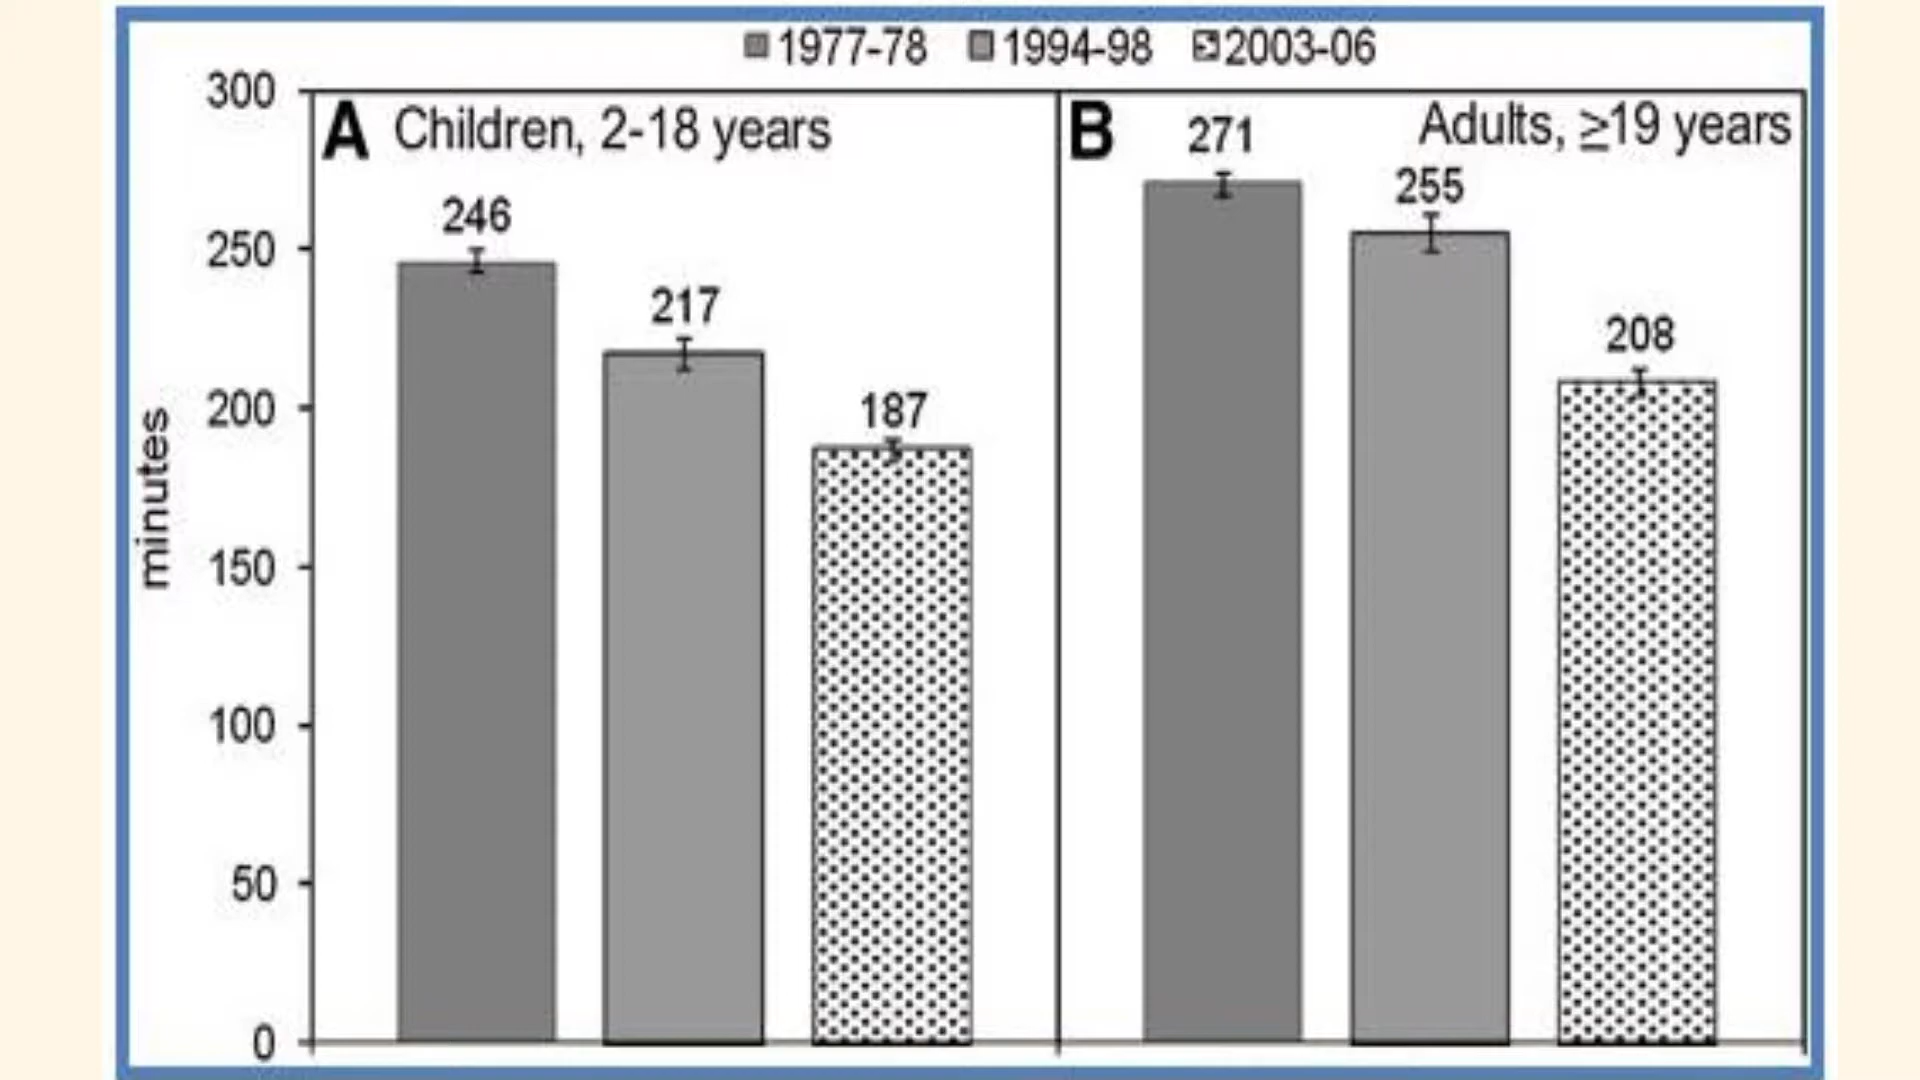 1977-78 1994-98 2003-06
300
A Children, 2-18 years
B
Adults, ≥19 years
271
255
246
250
217
208
200
187
minutes
150
100
50
0